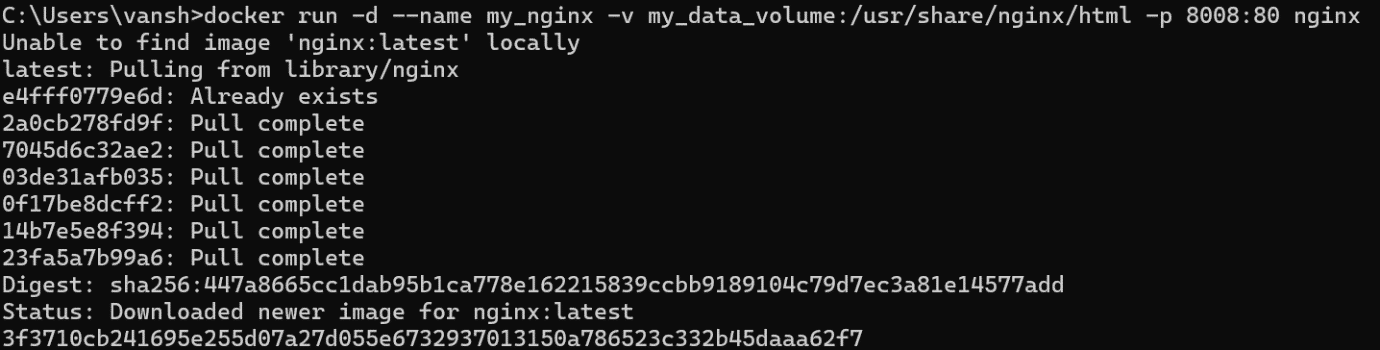 C:\Users\vansh>docker run -d --name my_nginx -v my_data_volume:/usr/share/nginx/html -p 8008:80 nginx
Unable to find image 'nginx:latest' locally
latest: Pulling from library/nginx
e4fff0779e6d: Already exists
2a0cb278fd9f: Pull complete
7045d6c32ae2: Pull complete
03de31afb035: Pull complete
0f17be8dcff2: Pull complete
14b7e5e8f394: Pull complete
23fa5a7b99a6: Pull complete
Digest: sha256:447a8665cc1dab95b1ca778e162215839ccbb9189104c79d7ec3a81e14577add
Status: Downloaded newer image for nginx:latest
3f3710cb241695e255d07a27d055e6732937013150a786523c332b45daaa62f7